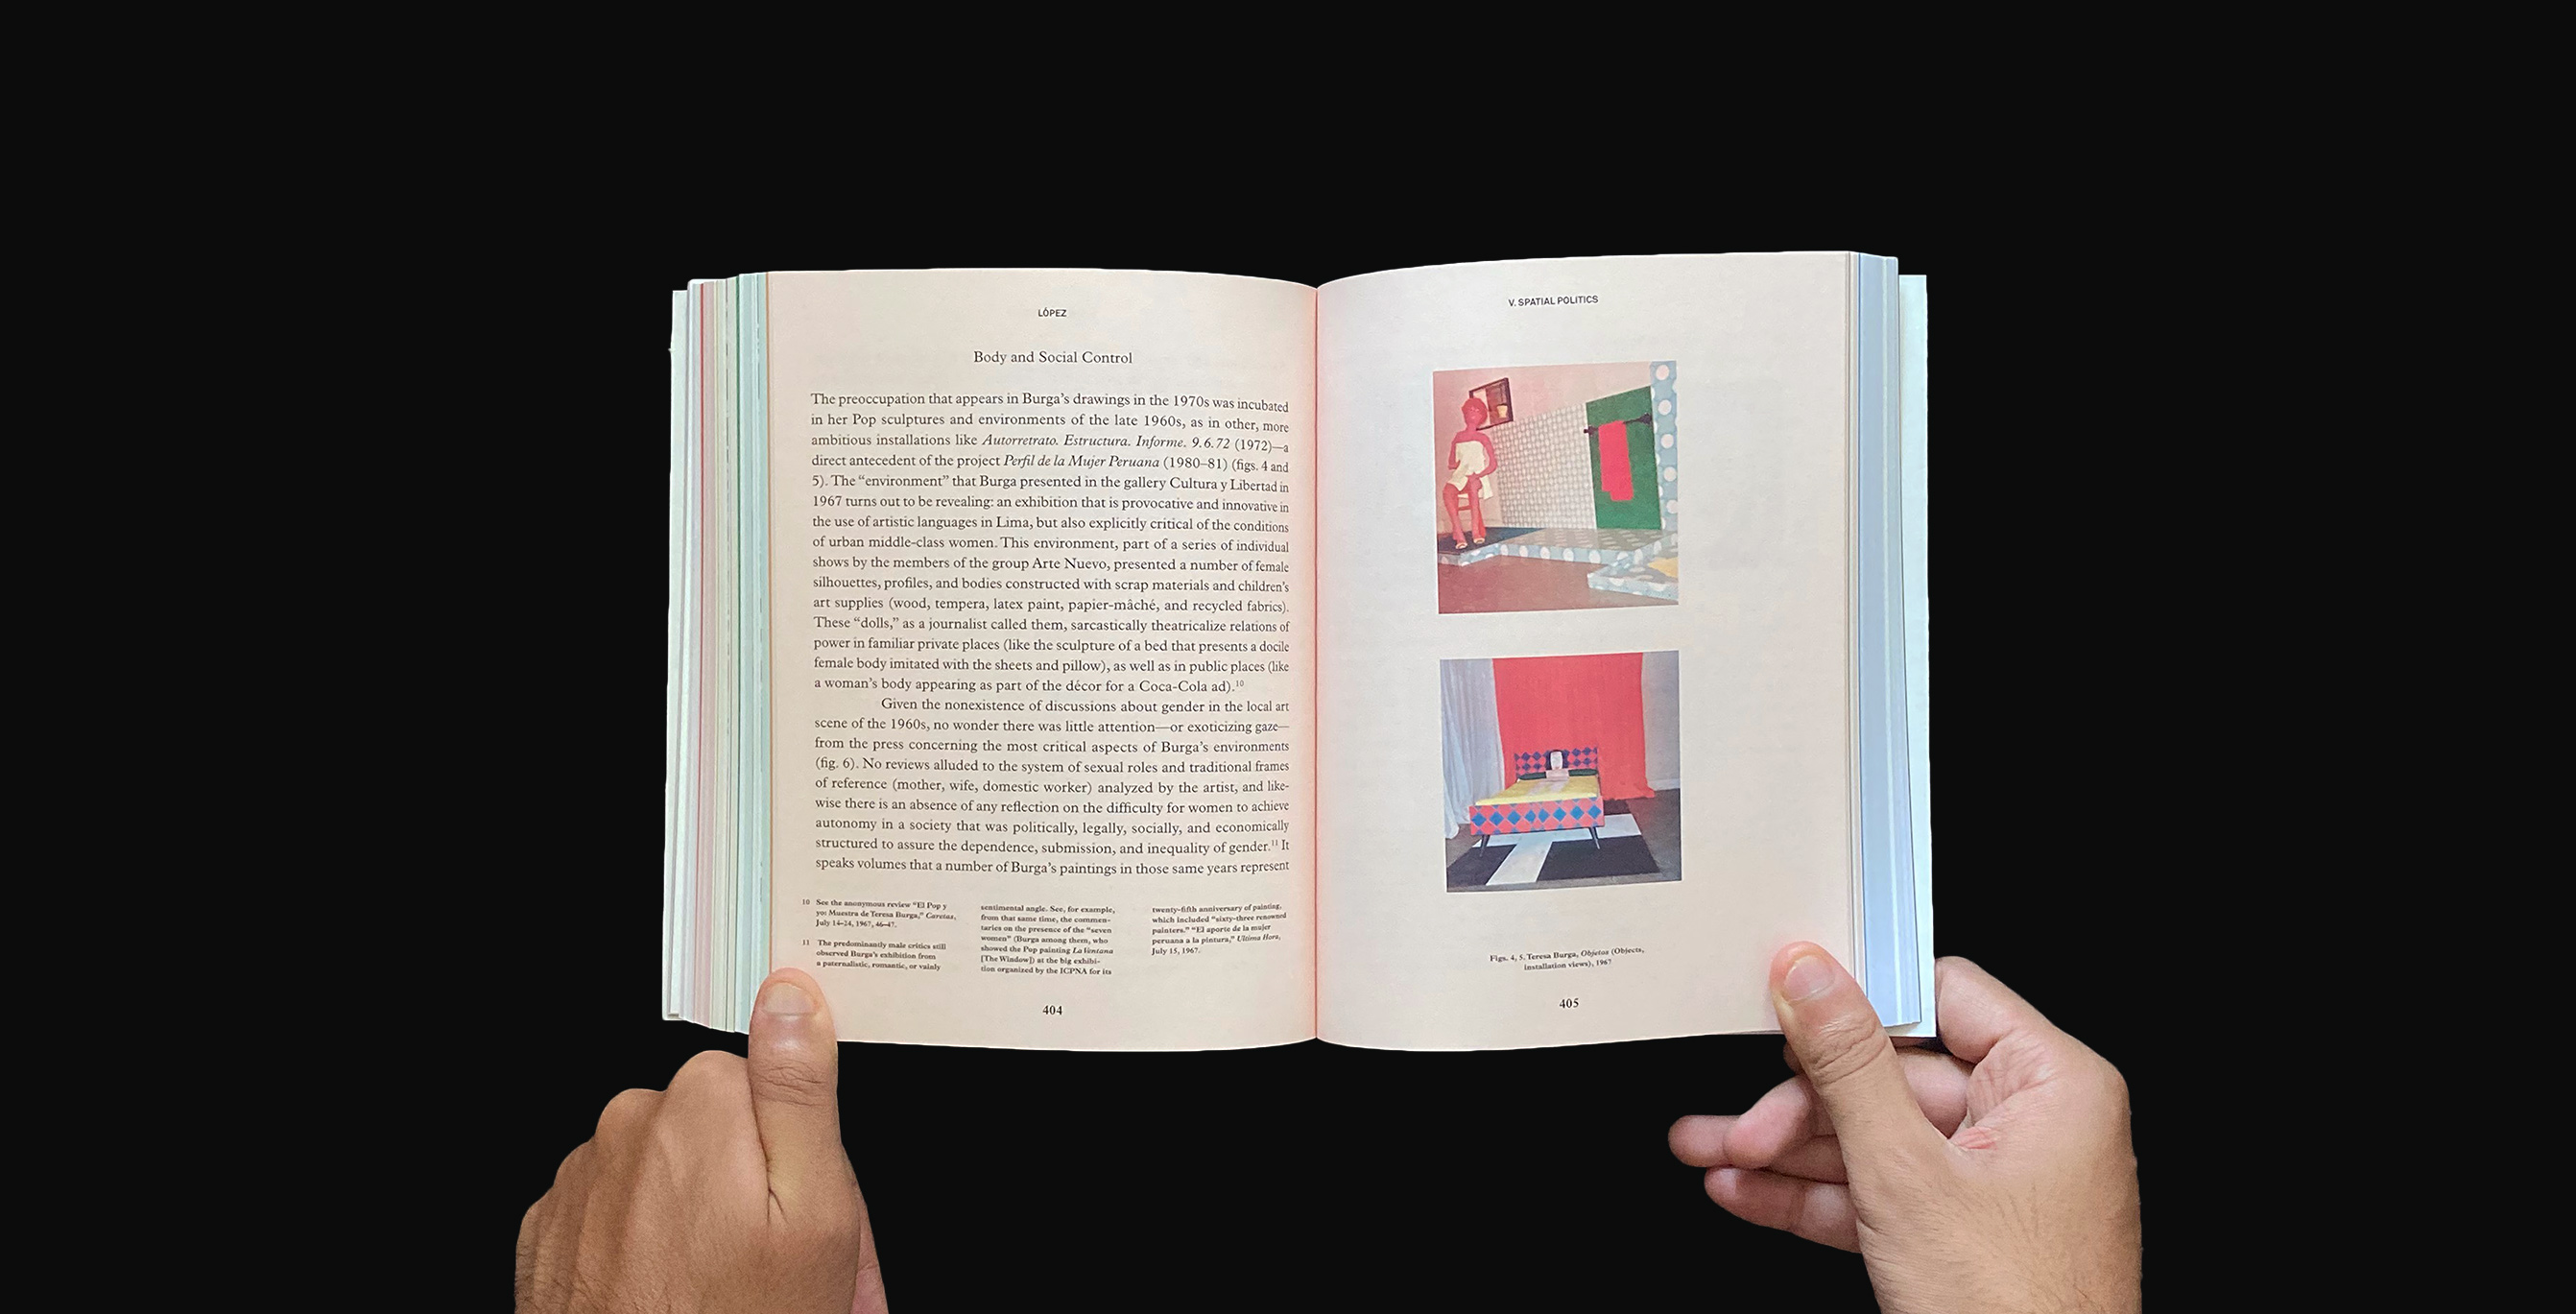 LÓPEZ
Body and Social Control
The preoccupation that appears in Burga’s drawings in the 1970s was incubated
in her Pop sculptures and environments of the late 1960s, as in other, more
ambitious installations like Autorretrato. Estructura. Informe. 9.6.72 (1972)—a
direct antecedent of the project Perfil de la Mujer Peruana (1980–81) (figs. 4 and
5). The “environment” that Burga presented in the gallery Cultura y Libertad in
1967 turns out to be revealing: an exhibition that is provocative and innovative in
the use of artistic languages in Lima, but also explicitly critical of the conditions
of urban middle-class women. This environment, part of a series of individual
shows by the members of the group Arte Nuevo, presented a number of female
silhouettes, profiles, and bodies constructed with scrap materials and children’s
art supplies (wood, tempera, latex paint, papier-mâché, and recycled fabrics).
These “dolls,” as a journalist called them, sarcastically theatricalize relations of
power in familiar private places (like the sculpture of a bed that presents a docile
female body imitated with the sheets and pillow), as well as in public places (like
a woman’s body appearing as part of the décor for a Coca-Cola ad).10
Given the nonexistence of discussions about gender in the local art
scene of the 1960s, no wonder there was little attention—or exoticizing gaze—
from the press concerning the most critical aspects of Burga’s environments
(fig. 6). No reviews alluded to the system of sexual roles and traditional frames
of reference (mother, wife, domestic worker) analyzed by the artist, and like-
wise there is an absence of any reflection on the difficulty for women to achieve
autonomy in a society that was politically, legally, socially, and economically
structured to assure the dependence, submission, and inequality of gender.11 It
speaks volumes that a number of Burga’s paintings in those same years represent
10 See the anonymous review “El Pop y
yo: Muestra de Teresa Burga,” Caretas,
July 14–24, 1967, 46–47.
11 The predominantly male critics still
observed Burga’s exhibition from
a paternalistic, romantic, or vainly
sentimental angle. See, for example,
from that same time, the commen-
taries on the presence of the “seven
women” (Burga among them, who
showed the Pop painting La Ventana
[The Window]) at the big exhibi-
tion organized by the ICPNA for its
twenty-fifth anniversary of painting,
which included “sixty-three renowned
painters.” “El aporte de la mujer
peruana a la pintura,” Ultima Hora,
July 15, 1967.
404
V. SPATIAL POLITICS
Figs. 4, 5. Teresa Burga, Objetos (Objects,
installation views), 1967
405